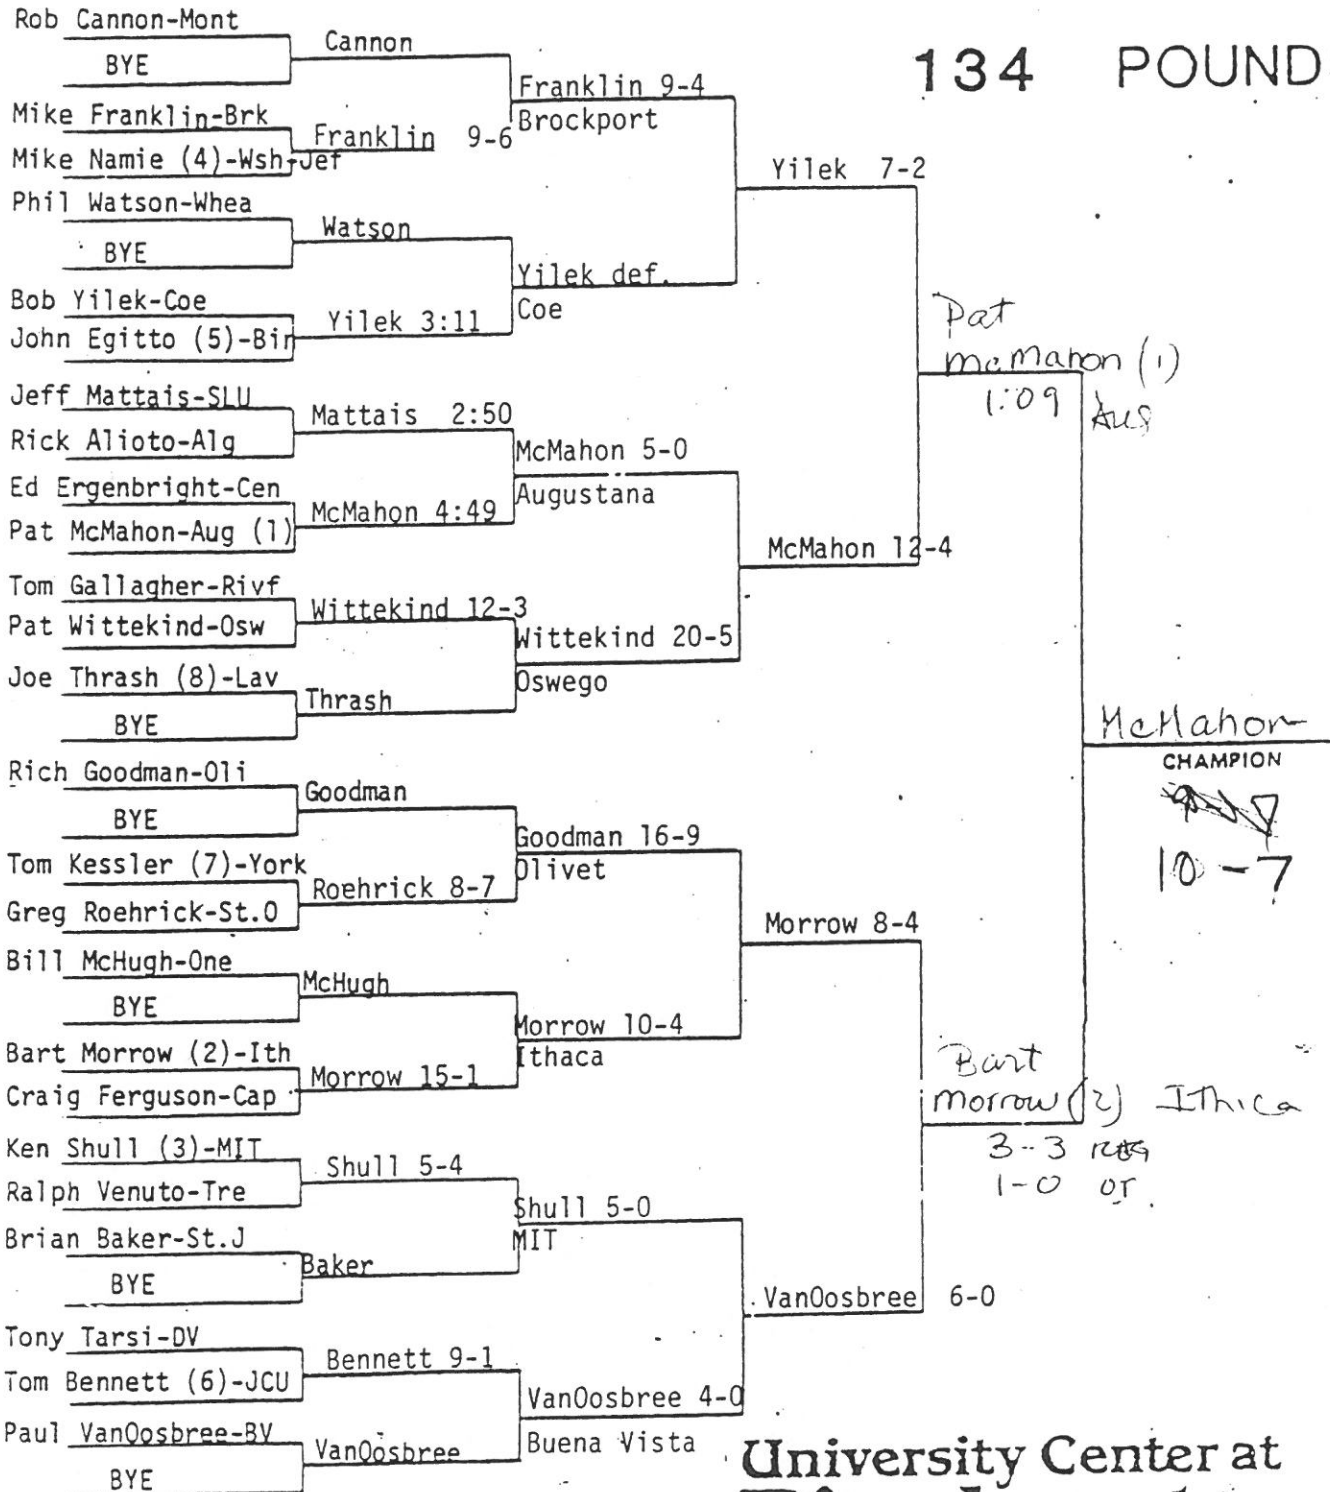 134 POUND
Rob Cannon-Mont
BYE
Mike Franklin-Brk
Mike Namie (4)-Wsh-Jef
Phil Watson-Whea
BYE
Bob Yilek-Coe
John Egitto (5)-Bin
Jeff Mattais-SLU
Rick Alioto-Alg
Ed Ergenbright-Cen
Pat McMahon-Aug (1)
Tom Gallagher-Rivf
Pat Wittekind-Osw
Joe Thrash (8)-Lav
BYE
Rich Goodman-Oli
BYE
Tom Kessler (7)-York
Greg Roehrick-St.O
Bill McHugh-One
BYE
Bart Morrow (2)-Ith
Craig Ferguson-Cap
Ken Shull (3)-MIT
Ralph Venuto-Tre
Brian Baker-St.J
BYE
Tony Tarsi-DV
Tom Bennett (6)-JCU
Paul VanOosbree-BV
BYE
Cannon
Franklin 9-6
Watson
Yilek 3:11
Mattais 2:50
McMahon 4:49
Wittekind 12-3
Thrash
Goodman
Roehrick 8-7
McHugh
Morrow 15-1
Shull 5-4
Baker
Bennett 9-1
VanOosbree
Franklin 9-4
Brockport
Yilek def.
Coe
McMahon 5-0
Augustana
Wittekind 20-5
Oswego
Goodman 16-9
Olivet
Morrow 10-4
Ithaca
Shull 5-0
MIT
VanOosbree 4-0
Buena Vista
Yilek 7-2
McMahon 12-4
Morrow 8-4
VanOosbree 6-0
Pat
McMahon (1)
1:09 Aug
Bart
Morrow (2) Ithica
3-3 REG
1-0 OT
McMahon
CHAMPION
10-7
University Center at